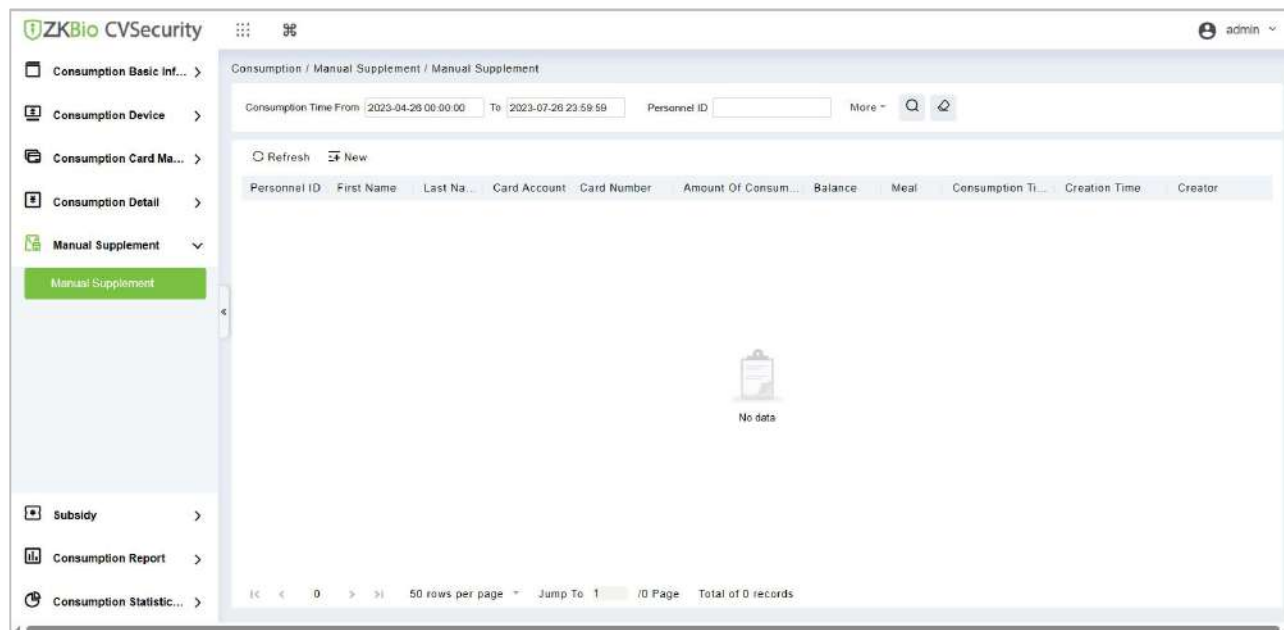 ZKBio CVSecurity
admin
Consumption Basic Inf...
Consumption Device
Consumption Card Ma...
Consumption Detail
Manual Supplement
Manual Supplement
Subsidy
Consumption Report
Consumption Statistic...
Consumption / Manual Supplement / Manual Supplement
Consumption Time From 2023-04-26 00:00:00 To 2023-07-26 23:59:59 Personnel ID More
Refresh New
Personnel ID First Name Last Na... Card Account Card Number Amount Of Consum... Balance Meal Consumption Ti... Creation Time Creator
No data
0 50 rows per page Jump To 1 /0 Page Total of 0 records